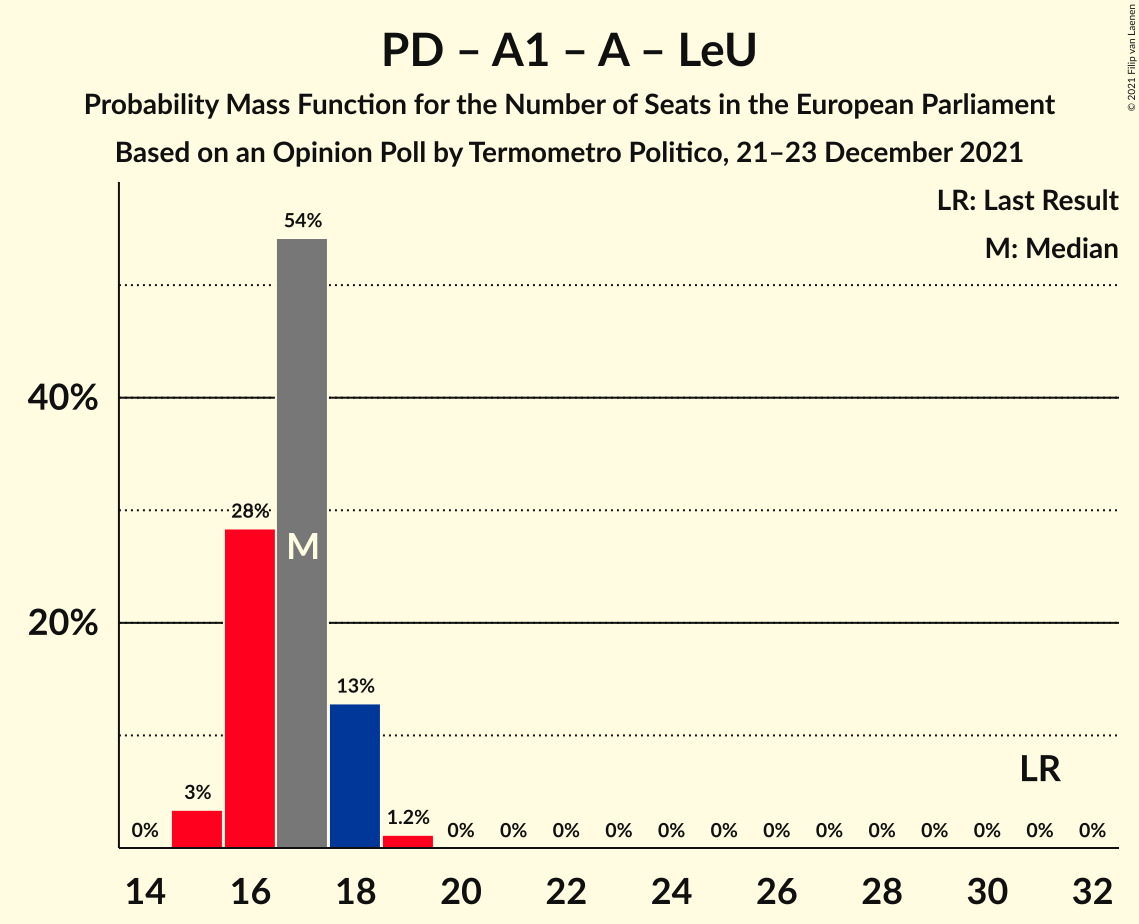 PD – A1 – A – LeU
Probability Mass Function for the Number of Seats in the European Parliament
Based on an Opinion Poll by Termometro Politico, 21–23 December 2021
© 2021 Filip van Laenen
LR: Last Result
M: Median
54%
40%
28%
M
20%
13%
LR
0% 3% 1.2% 0% 0% 0% 0% 0% 0% 0% 0% 0% 0% 0% 0% 0%
14 16 18 20 22 24 26 28 30 32